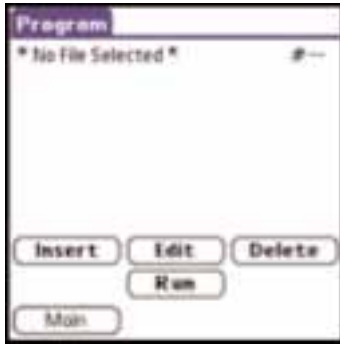 Program
* No File Selected * # --
Insert Edit Delete
Run
Main